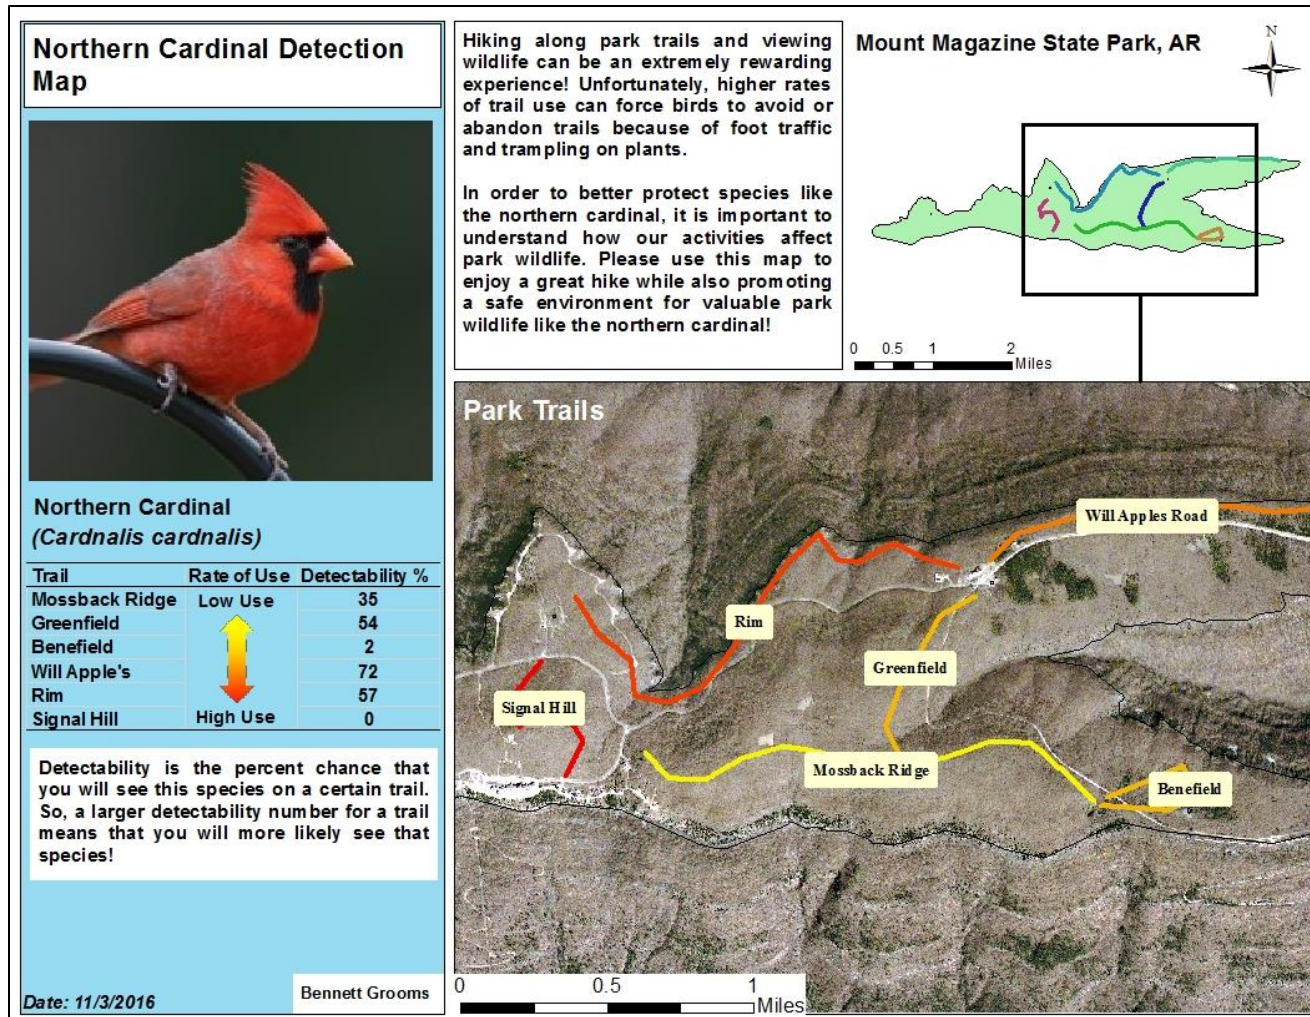 Northern Cardinal Detection
Map
Northern Cardinal
(Cardnalis cardnalis)
Trail Rate of Use Detectability %
Mossback Ridge Low Use 35
Greenfield 54
Benefield 2
Will Apple's 72
Rim 57
Signal Hill High Use 0
Detectability is the percent chance that
you will see this species on a certain trail.
So, a larger detectability number for a trail
means that you will more likely see that
species!
Date: 11/3/2016
Bennett Grooms
Hiking along park trails and viewing
wildlife can be an extremely rewarding
experience! Unfortunately, higher rates
of trail use can force birds to avoid or
abandon trails because of foot traffic
and trampling on plants.
In order to better protect species like
the northern cardinal, it is important to
understand how our activities affect
park wildlife. Please use this map to
enjoy a great hike while also promoting
a safe environment for valuable park
wildlife like the northern cardinal!
Mount Magazine State Park, AR
N
0 0.5 1 2
Miles
Park Trails
Will Apples Road
Rim
Greenfield
Signal Hill
Mossback Ridge
Benefield
0 0.5 1
Miles